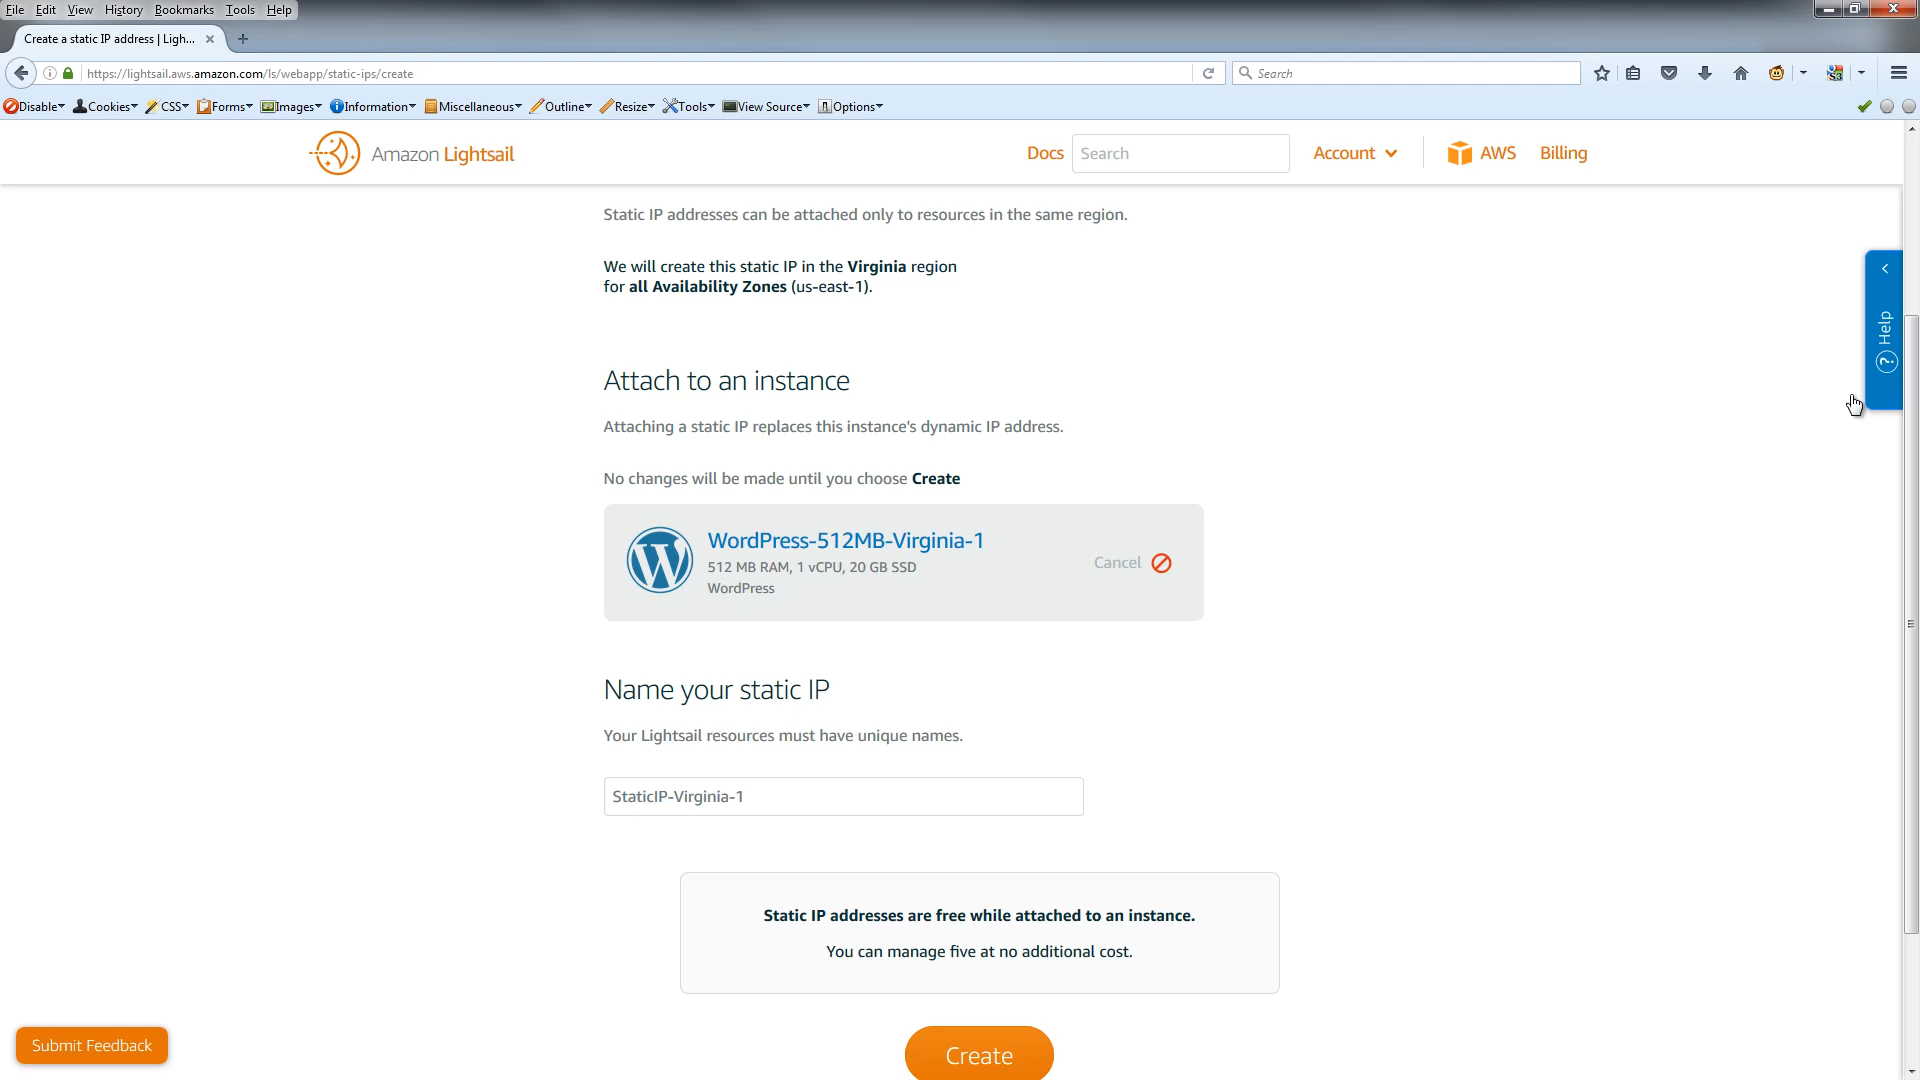 File Edit View History Bookmarks Tools Help
Create a static IP address | Ligh...
https://lightsail.aws.amazon.com/ls/webapp/static-ips/create
Search
Disable Cookies CSS Forms Images Information Miscellaneous Outline Resize Tools View Source Options
Amazon Lightsail
Docs
Search
Account
AWS
Billing
Static IP addresses can be attached only to resources in the same region.
We will create this static IP in the Virginia region
for all Availability Zones (us-east-1).
Help
Attach to an instance
Attaching a static IP replaces this instance's dynamic IP address.
No changes will be made until you choose Create
WordPress-512MB-Virginia-1
512 MB RAM, 1 vCPU, 20 GB SSD
WordPress
Cancel
Name your static IP
Your Lightsail resources must have unique names.
StaticIP-Virginia-1
Static IP addresses are free while attached to an instance.
You can manage five at no additional cost.
Submit Feedback
Create